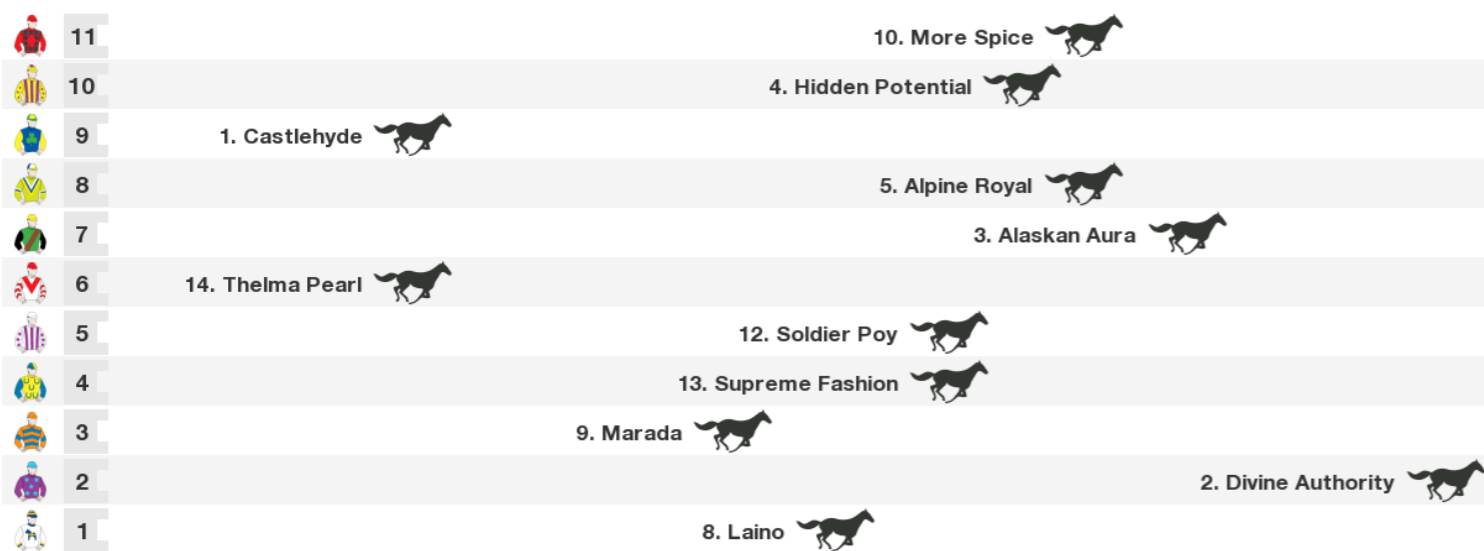 11 10. More Spice
10 4. Hidden Potential
9 1. Castlehyde
8 5. Alpine Royal
7 3. Alaskan Aura
6 14. Thelma Pearl
5 12. Soldier Poy
4 13. Supreme Fashion
3 9. Marada
2 2. Divine Authority
1 8. Laino